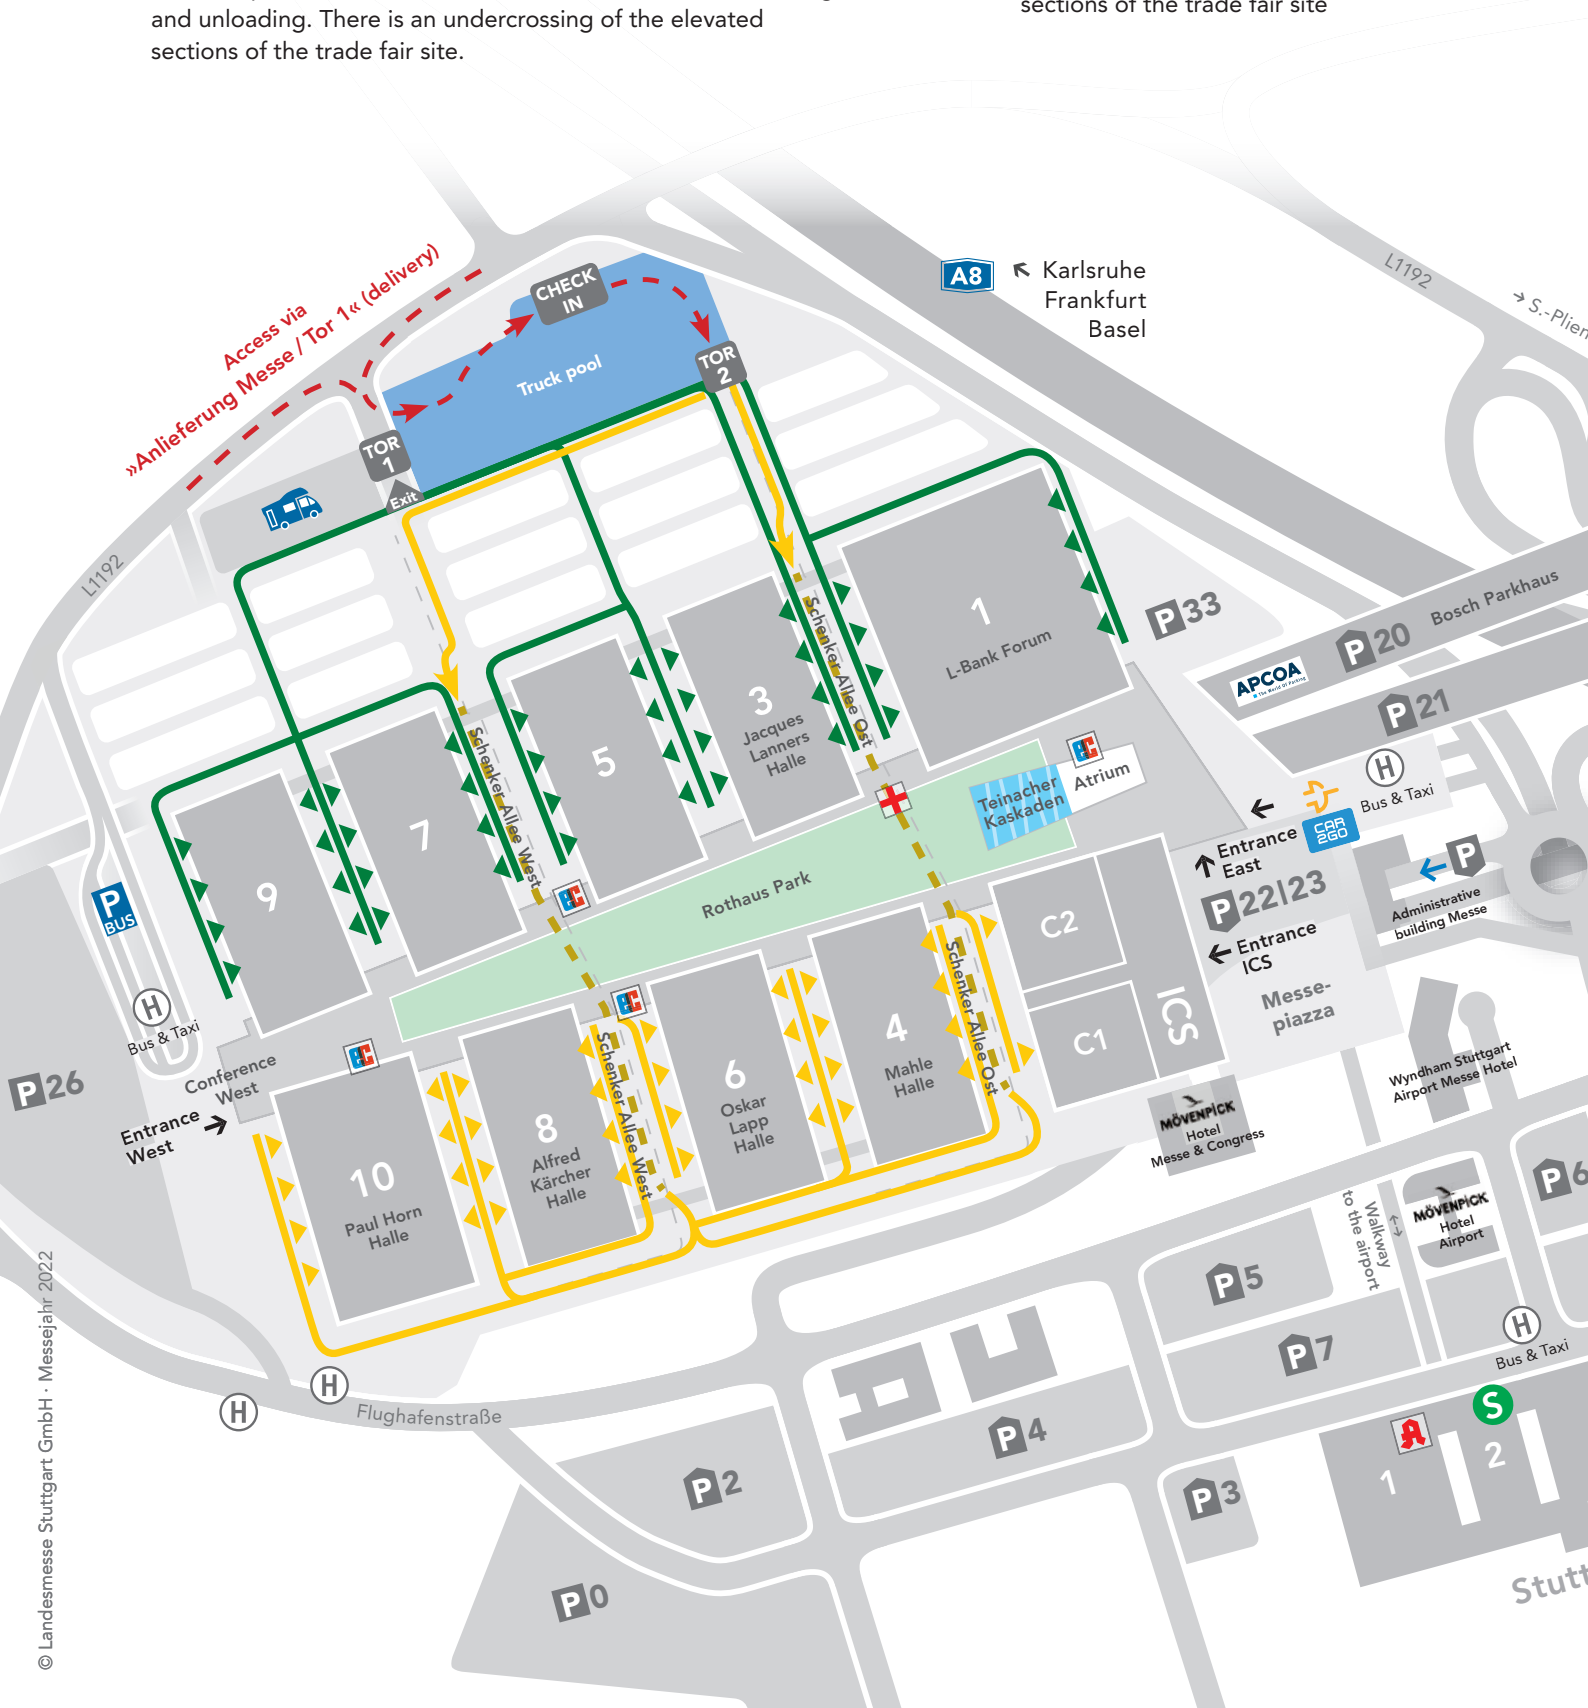 and unloading. There is an undercrossing of the elevated
sections of the trade fair site.
sections of the trade fair site
Access via
»Anlieferung Messe / Tor 1« (delivery)
CHECK
IN
Truck pool
TOR
2
TOR
1
Exit
A8
Karlsruhe
Frankfurt
Basel
L1192
S.-Plien
L1192
1
L-Bank Forum
P33
Bosch Parkhaus
P20
APCOA
P21
Schenker Allee Ost
3
Jacques
Lanners
Halle
5
Schenker Allee West
7
9
Teinacher
Kaskaden
Atrium
H
Bus & Taxi
CAR
2GO
Entrance
East
P22|23
P
Administrative
building Messe
Rothaus Park
P
BUS
C2
Entrance
ICS
ICS
Messe-
piazza
H
Bus & Taxi
Conference
West
P26
Entrance
West
Schenker Allee Ost
4
Mahle
Halle
C1
Schenker Allee West
6
Oskar
Lapp
Halle
8
Alfred
Kärcher
Halle
10
Paul Horn
Halle
Wyndham Stuttgart
Airport Messe Hotel
MÖVENPICK
Hotel
Messe & Congress
MÖVENPICK
Hotel
Airport
P6
Walkway
to the airport
P5
P7
H
Bus & Taxi
S
H
H
Flughafenstraße
P4
P2
P3
1
2
P0
Stutt
© Landesmesse Stuttgart GmbH · Messejahr 2022